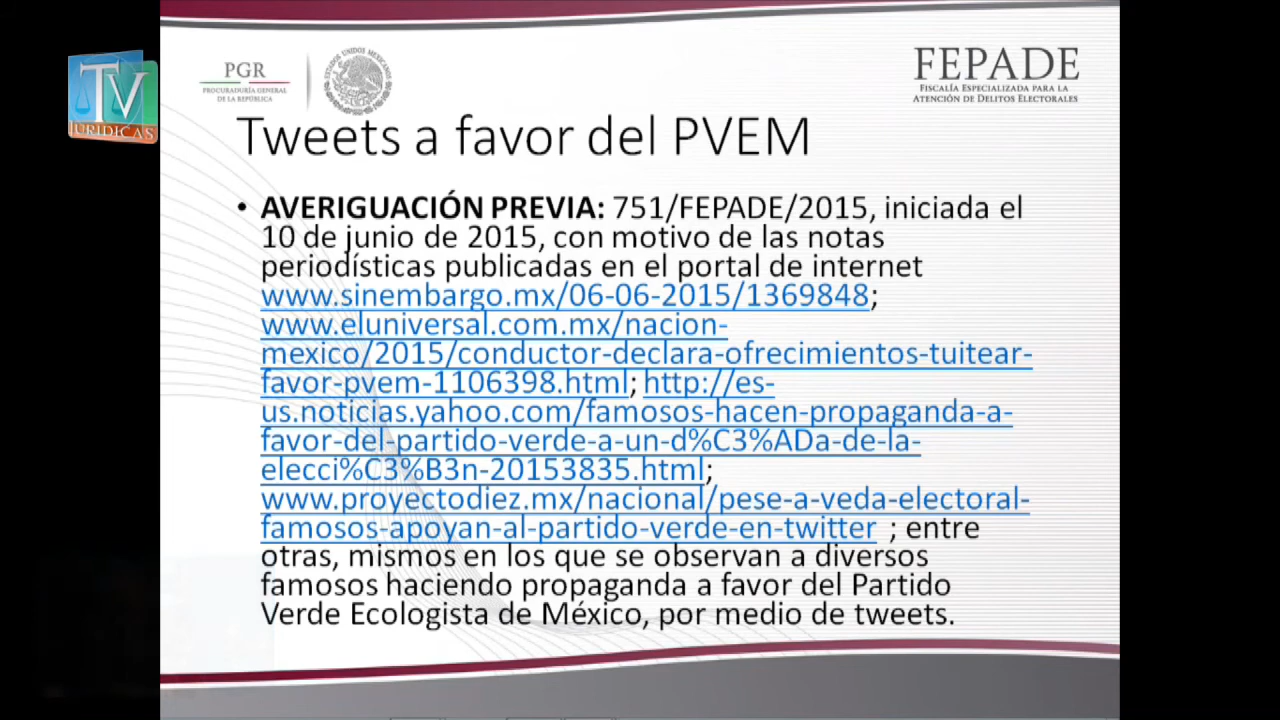 TV
JURIDICAS
PGR
PROCURADURÍA GENERAL
DE LA REPÚBLICA
ESTADOS UNIDOS MEXICANOS
FEPADE
FISCALÍA ESPECIALIZADA PARA LA
ATENCIÓN DE DELITOS ELECTORALES
Tweets a favor del PVEM
• AVERIGUACIÓN PREVIA: 751/FEPADE/2015, iniciada el
10 de junio de 2015, con motivo de las notas
periodísticas publicadas en el portal de internet
www.sinembargo.mx/06-06-2015/1369848;
www.eluniversal.com.mx/nacion-
mexico/2015/conductor-declara-ofrecimientos-tuitear-
favor-pvem-1106398.html; http://es-
us.noticias.yahoo.com/famosos-hacen-propaganda-a-
favor-del-partido-verde-a-un-d%C3%ADa-de-la-
elecci%C3%B3n-20153835.html;
www.proyectodiez.mx/nacional/pese-a-veda-electoral-
famosos-apoyan-al-partido-verde-en-twitter ; entre
otras, mismos en los que se observan a diversos
famosos haciendo propaganda a favor del Partido
Verde Ecologista de México, por medio de tweets.